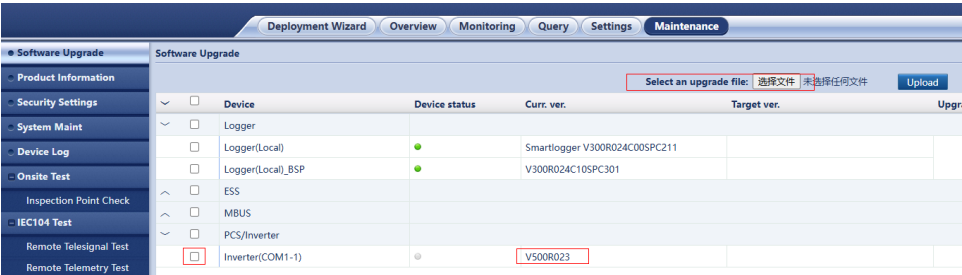 Deployment Wizard Overview Monitoring Query Settings Maintenance
Software Upgrade
Product Information
Security Settings
System Maint
Device Log
Onsite Test
Inspection Point Check
IEC104 Test
Remote Telesignal Test
Remote Telemetry Test
Software Upgrade
Select an upgrade file: 选择文件 未选择任何文件 Upload
Device Device status Curr. ver. Target ver.
Logger
Logger(Local) Smartlogger V300R024C00SPC211
Logger(Local)_BSP V300R024C10SPC301
ESS
MBUS
PCS/Inverter
Inverter(COM1-1) V500R023